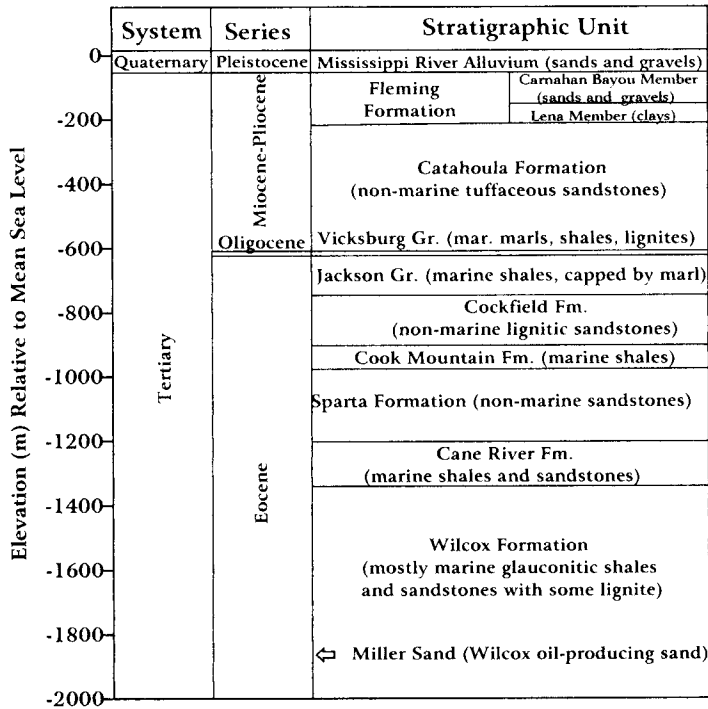 System Series Stratigraphic Unit
0
Quaternary Pleistocene Mississippi River Alluvium (sands and gravels)
Fleming
Formation
Carnahan Bayou Member
(sands and gravels)
Lena Member (clays)
-200
Miocene-Pliocene
Catahoula Formation
(non-marine tuffaceous sandstones)
-400
Oligocene Vicksburg Gr. (mar. marls, shales, lignites)
-600
Jackson Gr. (marine shales, capped by marl)
Cockfield Fm.
(non-marine lignitic sandstones)
-800
Cook Mountain Fm. (marine shales)
-1000
Tertiary
Sparta Formation (non-marine sandstones)
-1200
Cane River Fm.
(marine shales and sandstones)
Eocene
-1400
Wilcox Formation
(mostly marine glauconitic shales
and sandstones with some lignite)
-1600
-1800
Miller Sand (Wilcox oil-producing sand)
-2000
Elevation (m) Relative to Mean Sea Level